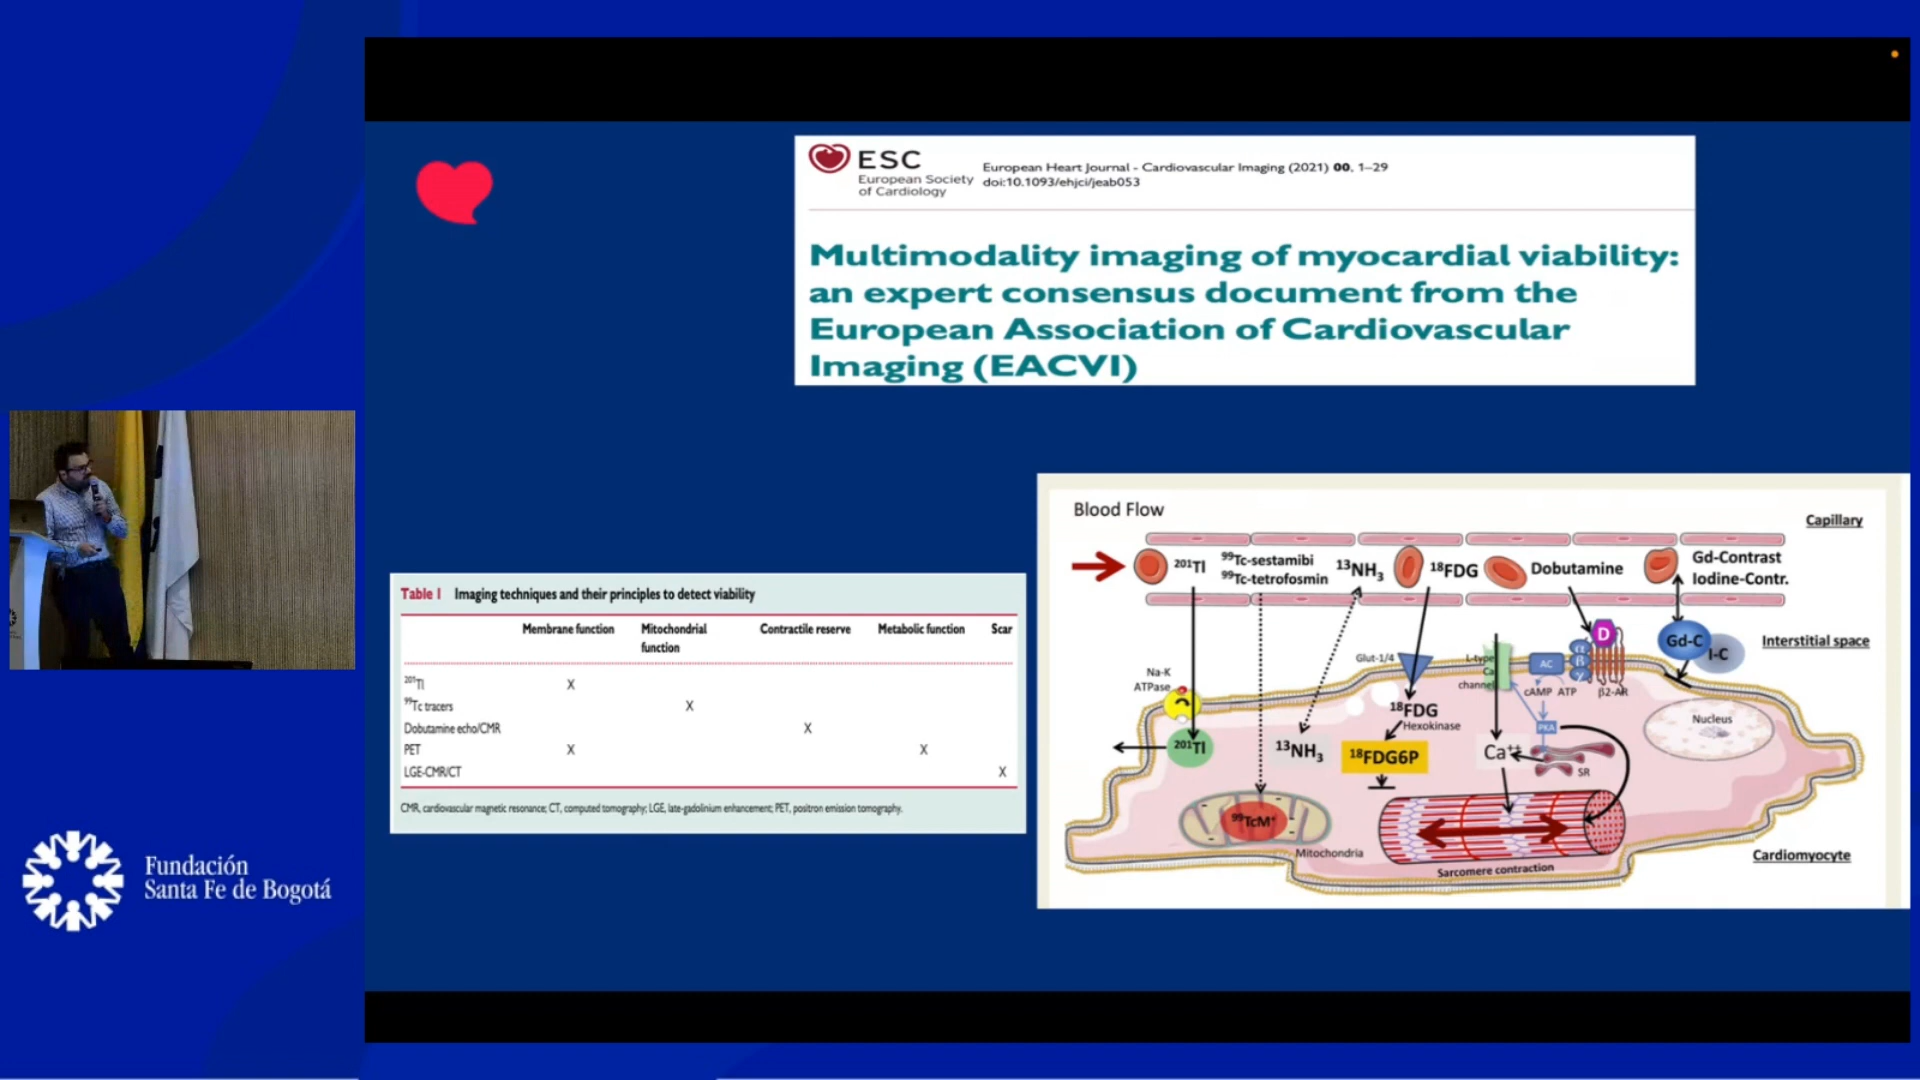 ESC
European Society
of Cardiology
European Heart Journal - Cardiovascular Imaging (2021) 00, 1–29
doi:10.1093/ehjci/jeab053
Multimodality imaging of myocardial viability:
an expert consensus document from the
European Association of Cardiovascular
Imaging (EACVI)
Table I Imaging techniques and their principles to detect viability
Membrane function Mitochondrial function Contractile reserve Metabolic function Scar
²⁰¹Tl X
⁹⁹Tc tracers X
Dobutamine echo/CMR X
PET X X
LGE-CMR/CT X
CMR, cardiovascular magnetic resonance; CT, computed tomography; LGE, late-gadolinium enhancement; PET, positron emission tomography.
Blood Flow
Capillary
²⁰¹Tl
⁹⁹Tc-sestamibi
⁹⁹Tc-tetrofosmin
¹³NH₃
¹⁸FDG
Dobutamine
Gd-Contrast
Iodine-Contr.
Interstitial space
Na-K
ATPase
Glut-1/4
L-type
Ca
channel
AC
cAMP ATP
α
β
γ
D
β2-AR
Gd-C
I-C
²⁰¹Tl
¹³NH₃
¹⁸FDG
Hexokinase
¹⁸FDG6P
Ca⁺⁺
PKA
SR
Nucleus
⁹⁹TcM⁺
Mitochondria
Sarcomere contraction
Cardiomyocyte
Fundación
Santa Fe de Bogotá